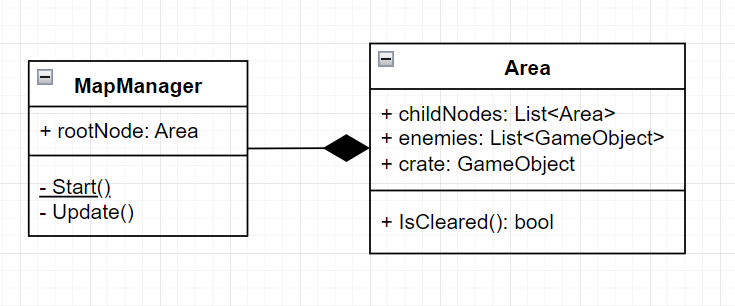 MapManager
+ rootNode: Area
- Start()
- Update()
Area
+ childNodes: List<Area>
+ enemies: List<GameObject>
+ crate: GameObject
+ IsCleared(): bool